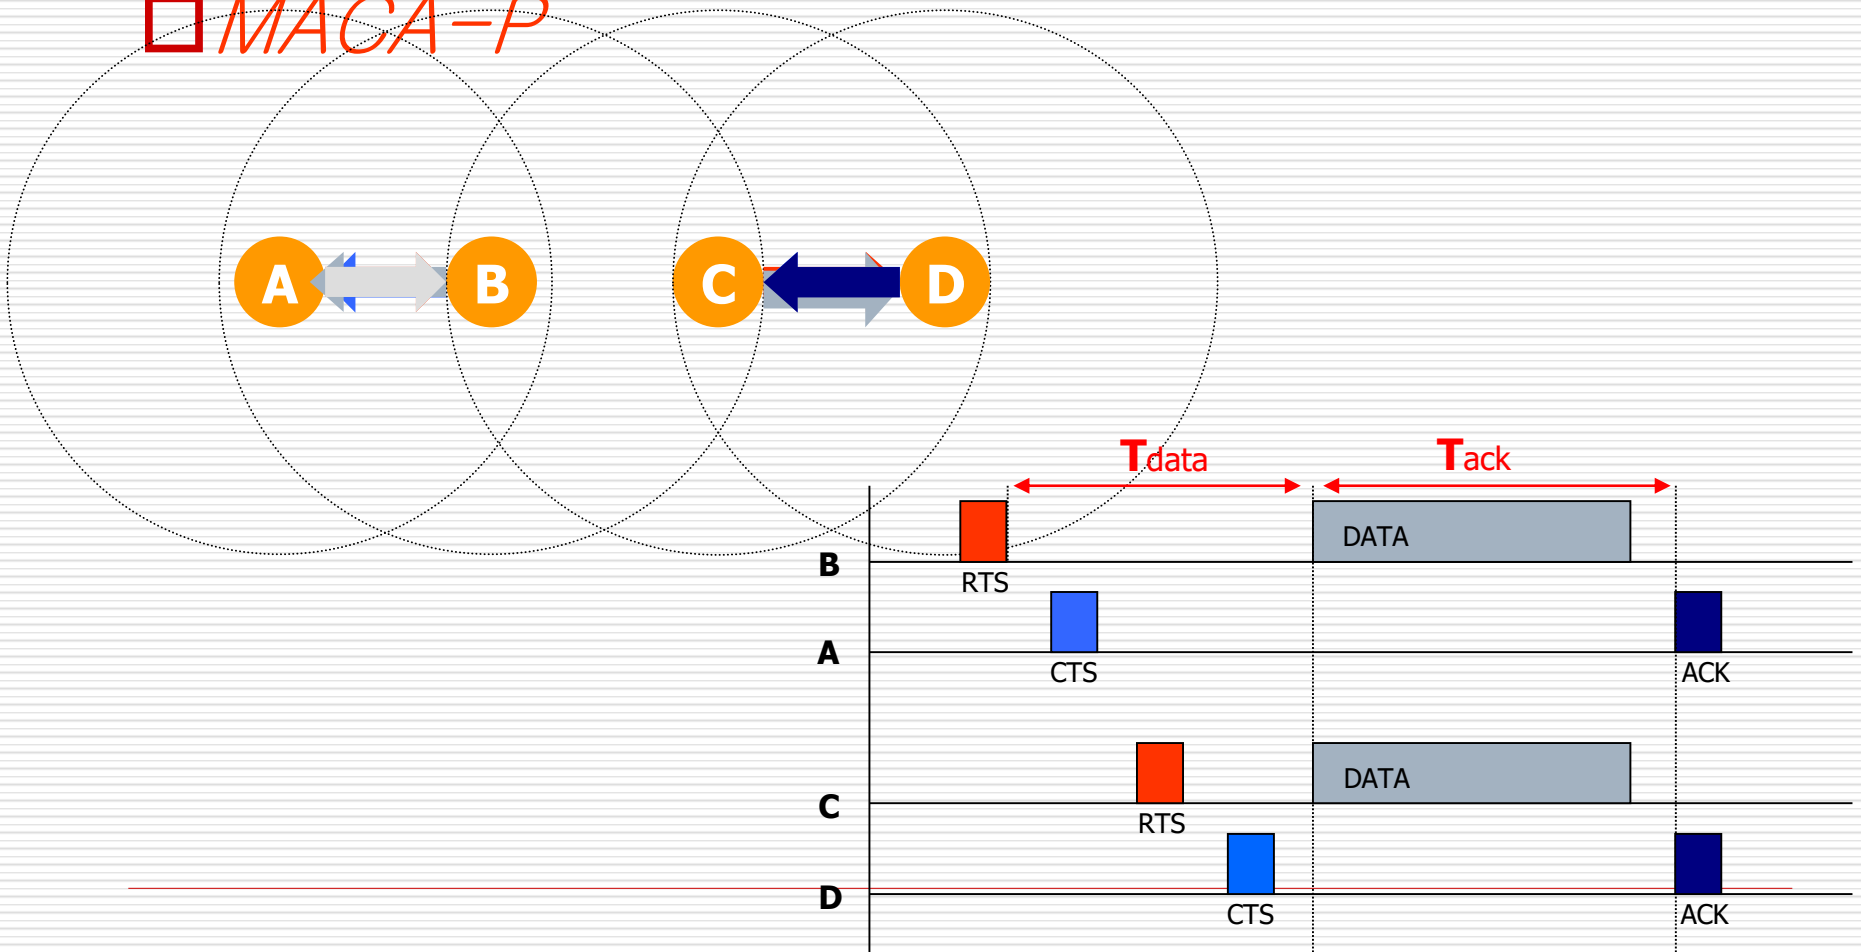 MACA-P
A B C D
Tdata Tack
DATA
B
RTS
A
CTS ACK
DATA
C
RTS
D
CTS ACK